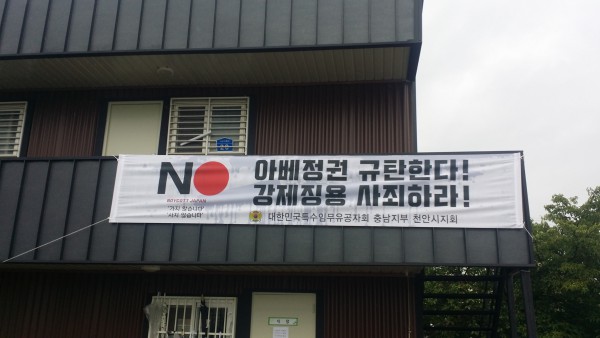 NO
BOYCOTT JAPAN
'가지 않습니다'
'사지 않습니다'
아베정권 규탄한다!
강제징용 사죄하라!
대한민국특수임무유공자회 충남지부 천안시지회